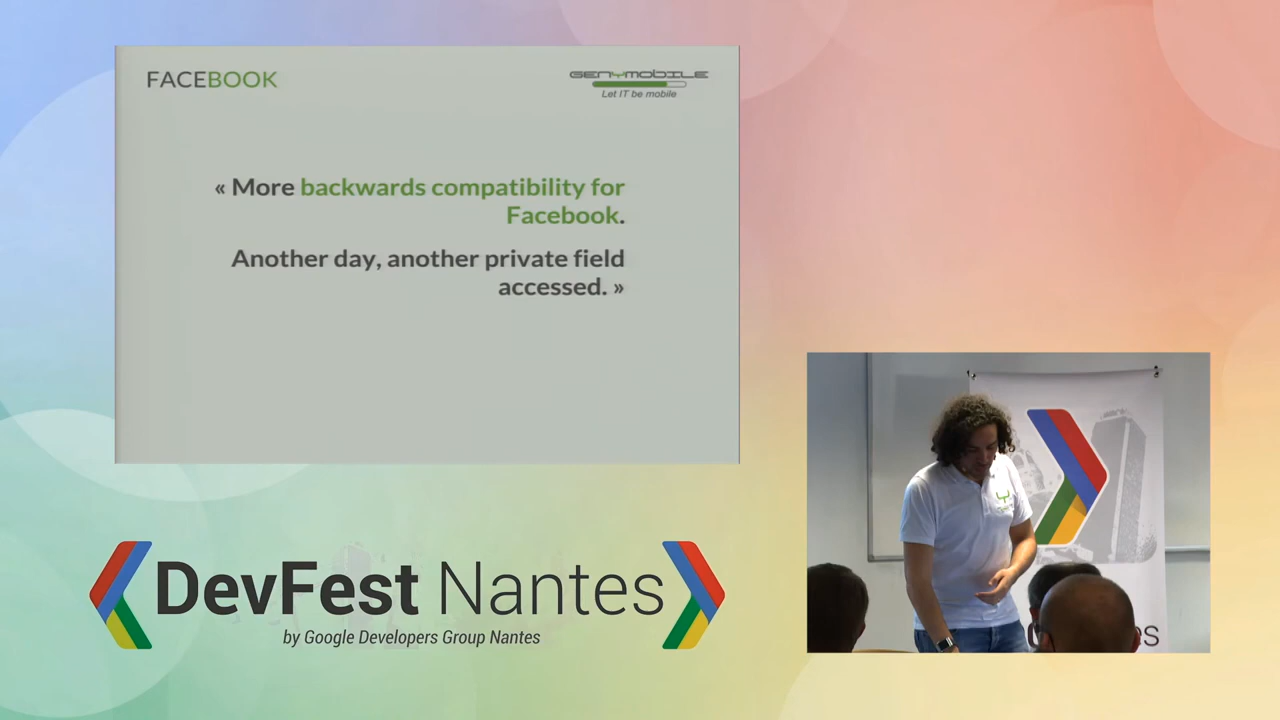 FACEBOOK
GENYMOBILE
Let IT be mobile
« More backwards compatibility for
Facebook.
Another day, another private field
accessed. »
DevFest Nantes
by Google Developers Group Nantes
es